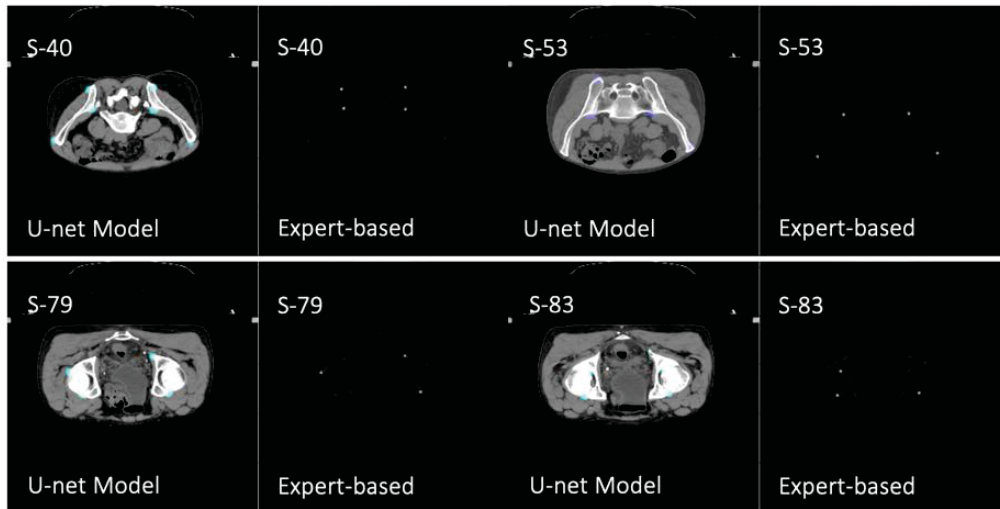 S-40
S-40
S-53
S-53
U-net Model
Expert-based
U-net Model
Expert-based
S-79
S-79
S-83
S-83
U-net Model
Expert-based
U-net Model
Expert-based